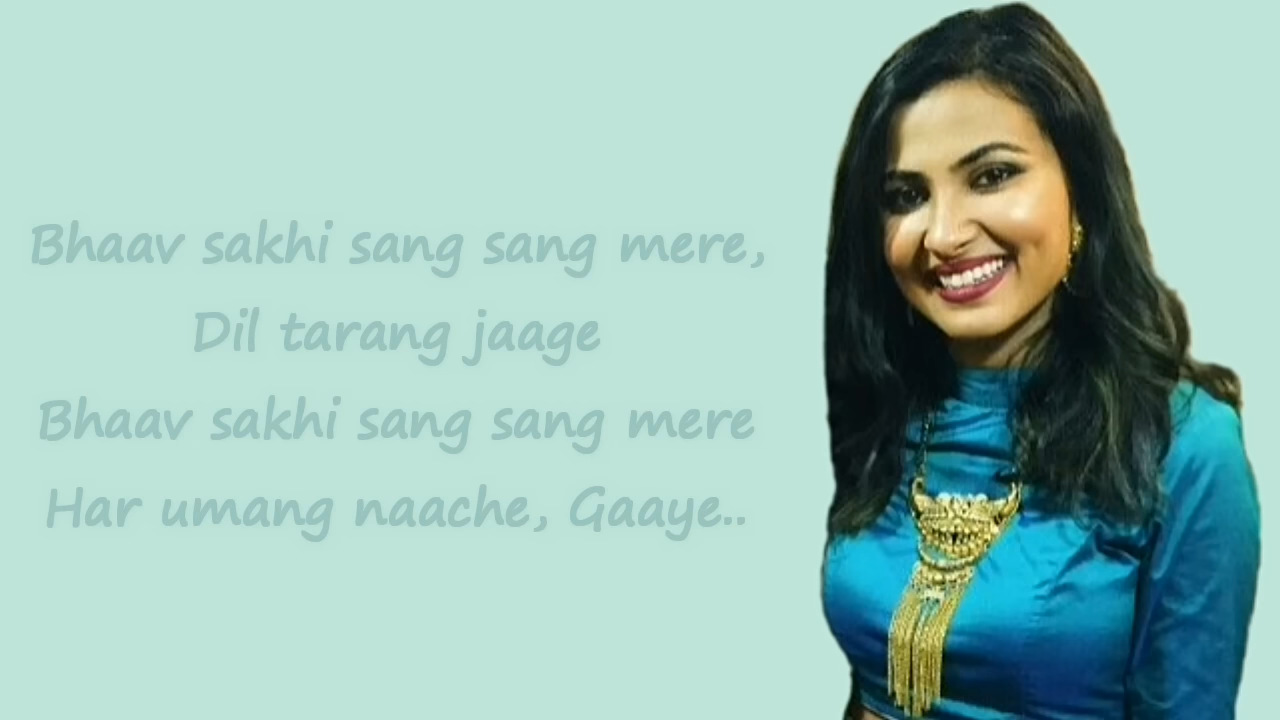 Bhaav sakhi sang sang mere,
Dil tarang jaage
Bhaav sakhi sang sang mere
Har umang naache, Gaaye..